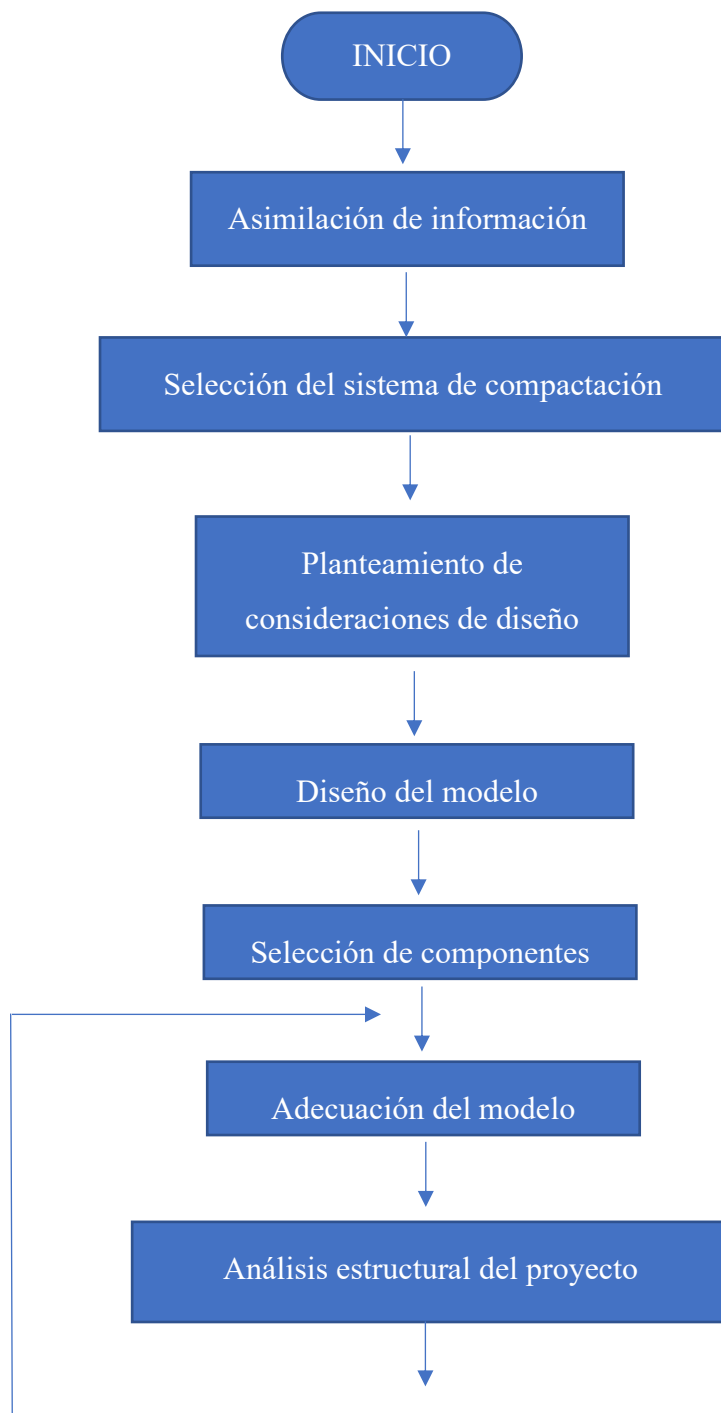 INICIO
Asimilación de información
Selección del sistema de compactación
Planteamiento de
consideraciones de diseño
Diseño del modelo
Selección de componentes
Adecuación del modelo
Análisis estructural del proyecto